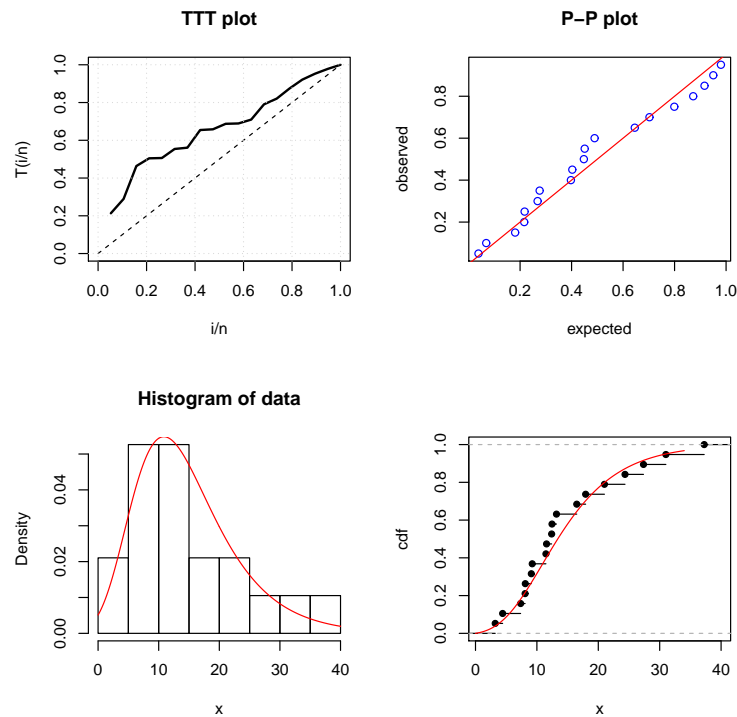 TTT plot
T(i/n)
1.0
0.8
0.6
0.4
0.2
0.0
0.0 0.2 0.4 0.6 0.8 1.0
i/n
P−P plot
observed
0.8
0.6
0.4
0.2
0.2 0.4 0.6 0.8
expected
Histogram of data
Density
0.04
0.02
0.00
0 10 20 30 40
x
cdf
1.0
0.8
0.6
0.4
0.2
0.0
0 10 20 30 40
x